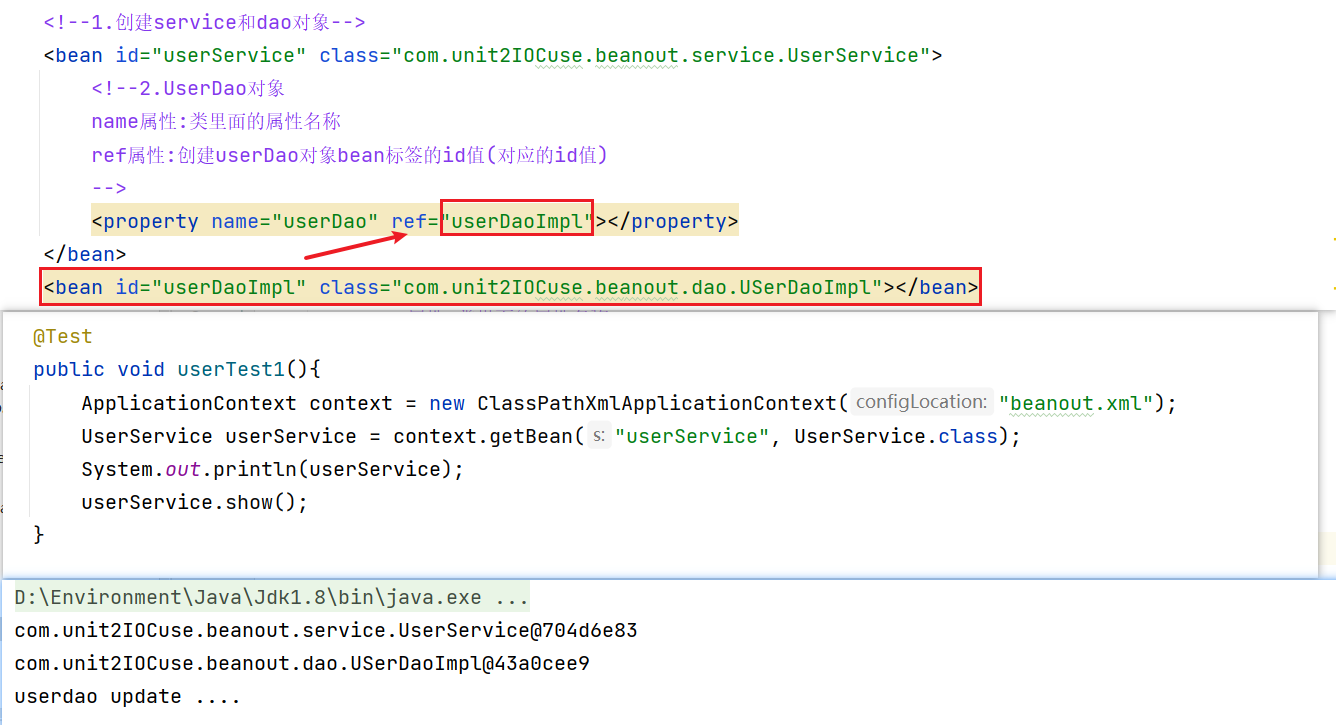 <!--1.创建service和dao对象-->
<bean id="userService" class="com.unit2IOCuse.beanout.service.UserService">
<!--2.UserDao对象
name属性:类里面的属性名称
ref属性:创建userDao对象bean标签的id值(对应的id值)
-->
<property name="userDao" ref="userDaoImpl"></property>
</bean>
<bean id="userDaoImpl" class="com.unit2IOCuse.beanout.dao.USerDaoImpl"></bean>
@Test
public void userTest1(){
ApplicationContext context = new ClassPathXmlApplicationContext( configLocation: "beanout.xml");
UserService userService = context.getBean( s: "userService", UserService.class);
System.out.println(userService);
userService.show();
}
D:\Environment\Java\Jdk1.8\bin\java.exe ...
com.unit2IOCuse.beanout.service.UserService@704d6e83
com.unit2IOCuse.beanout.dao.USerDaoImpl@43a0cee9
userdao update ....